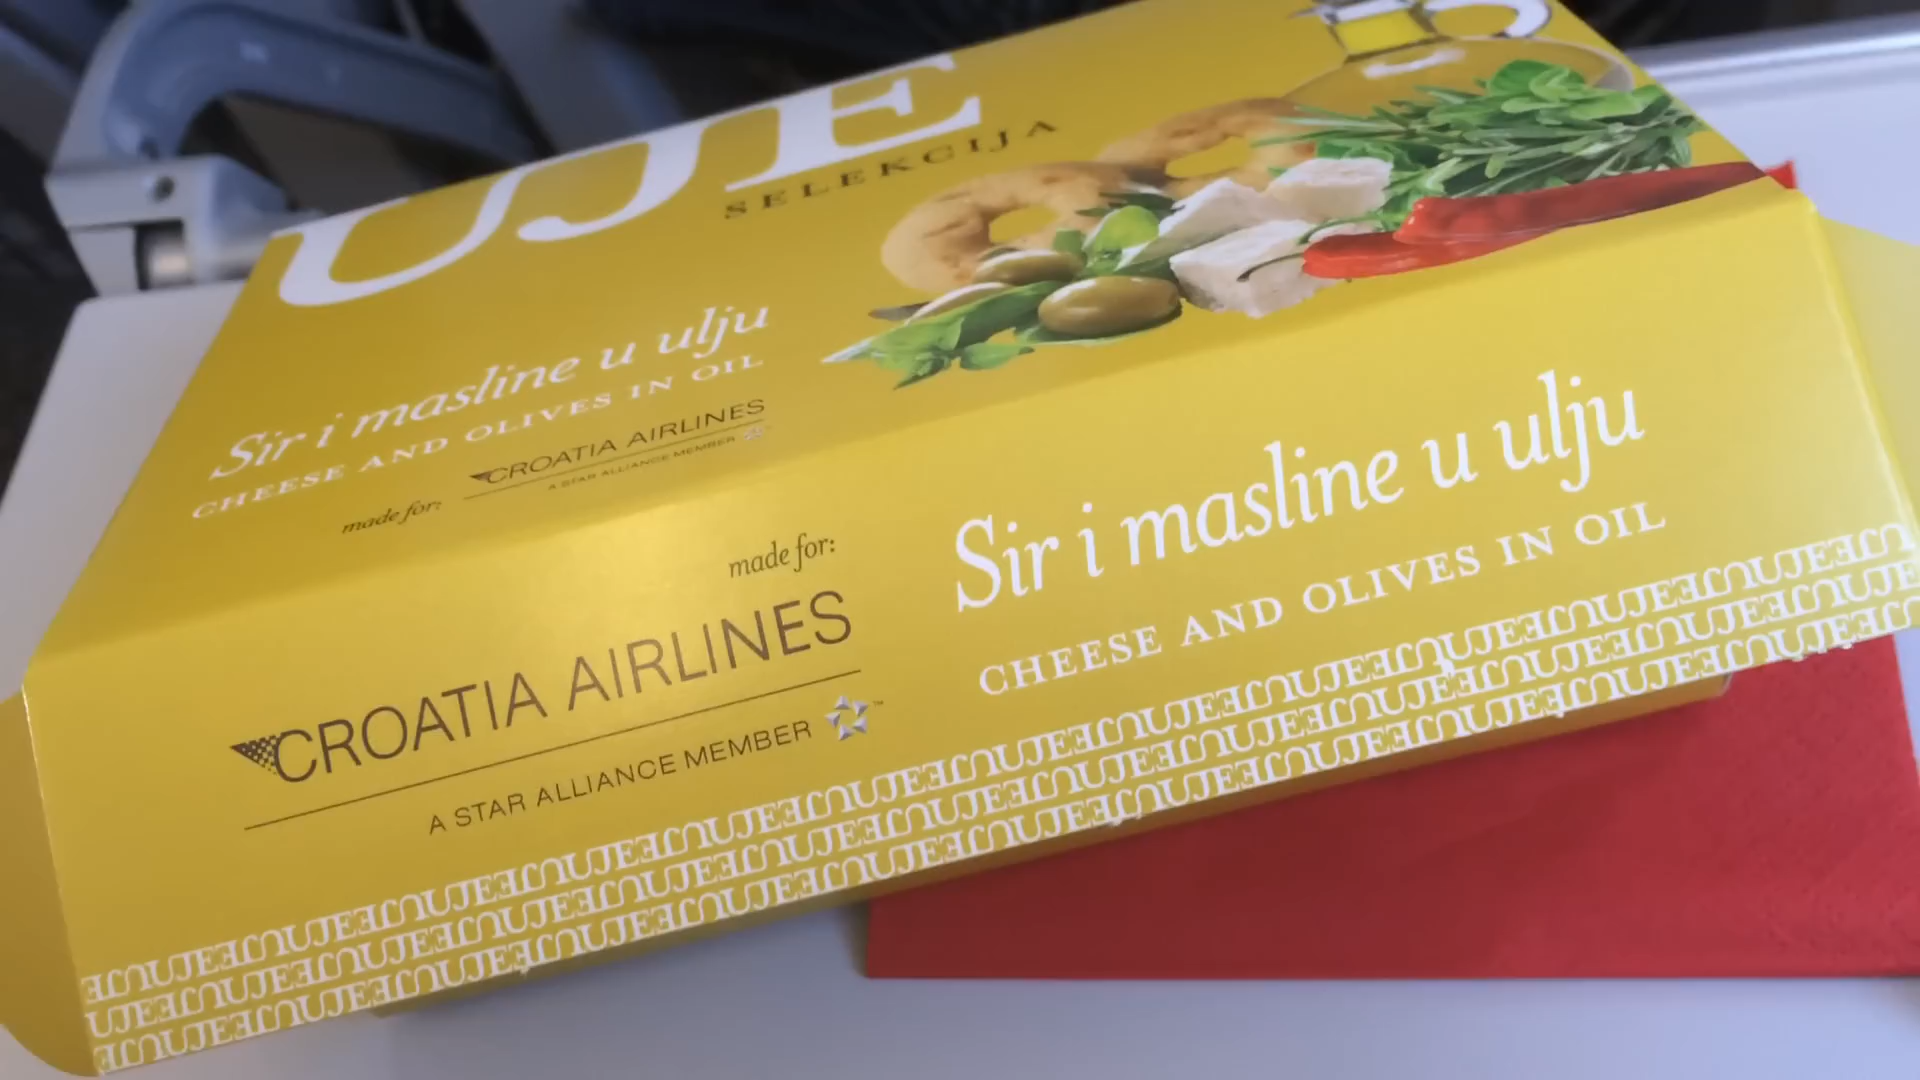 UJE
SELEKCIJA
Sir i masline u ulju
CHEESE AND OLIVES IN OIL
made for:
CROATIA AIRLINES
A STAR ALLIANCE MEMBER
made for:
CROATIA AIRLINES
A STAR ALLIANCE MEMBER ™
Sir i masline u ulju
CHEESE AND OLIVES IN OIL